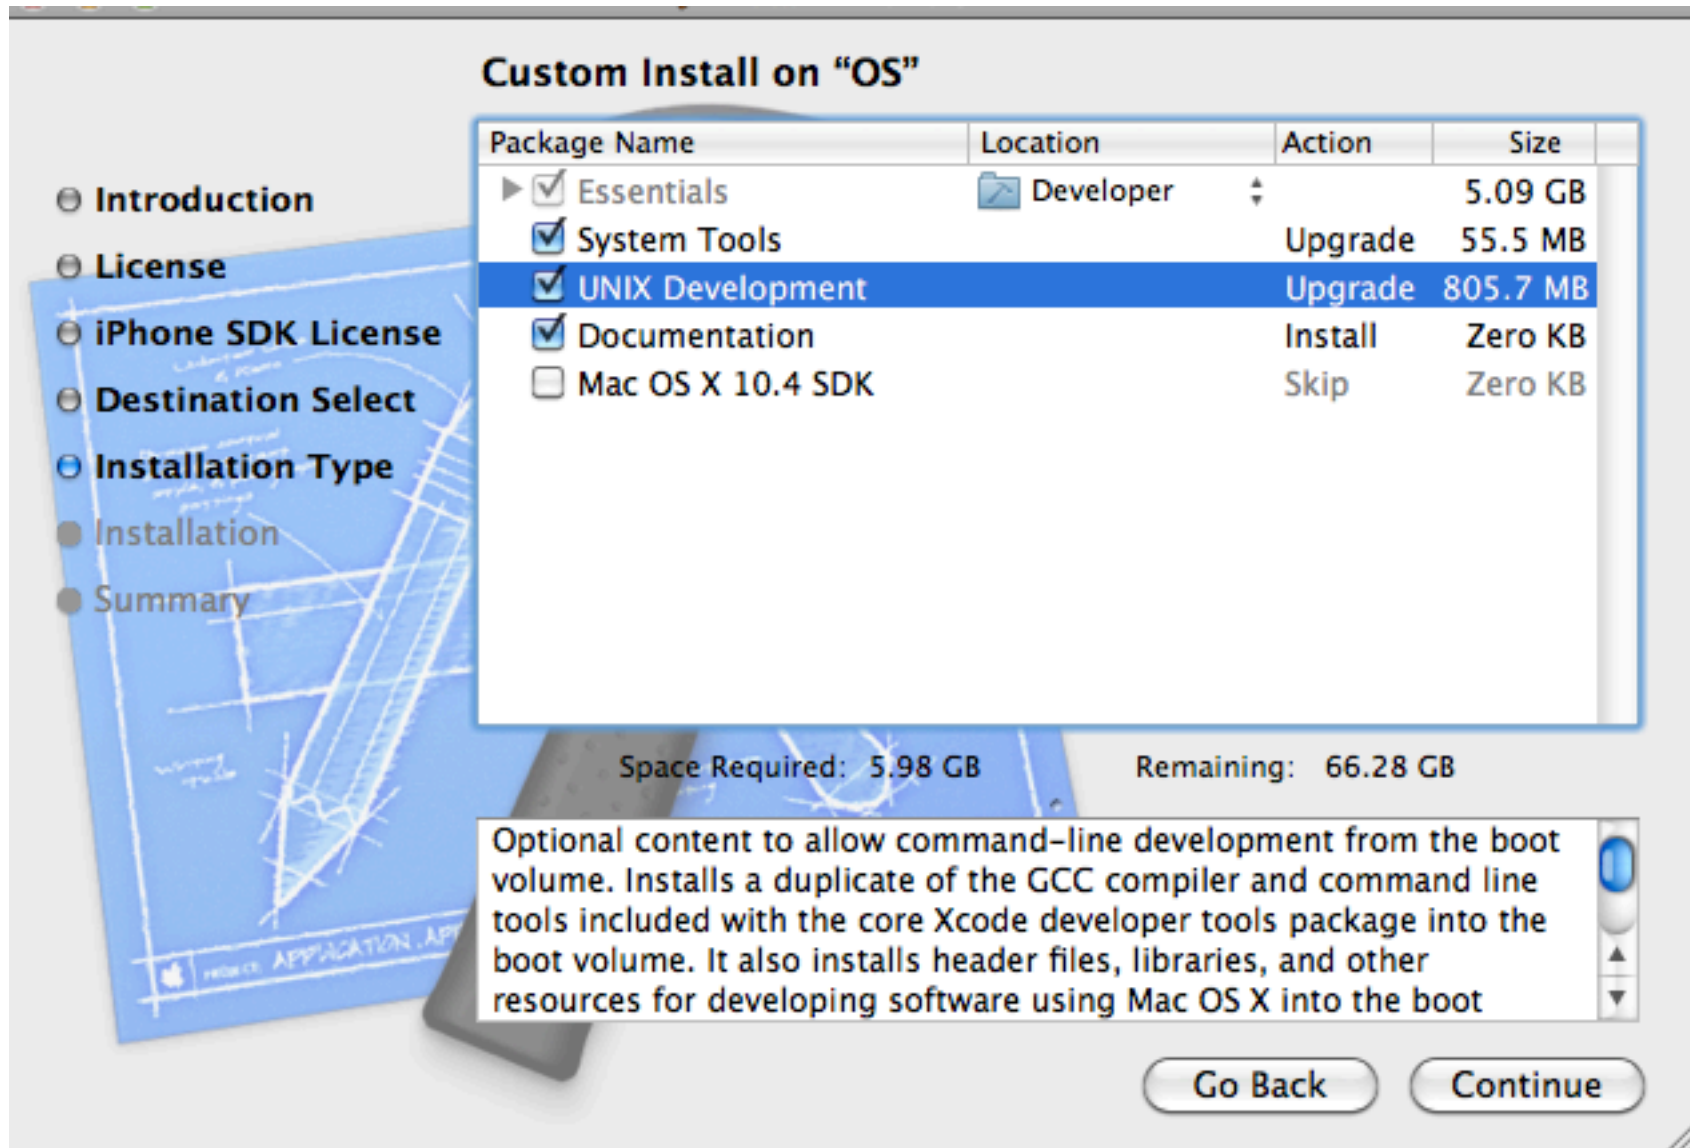 Custom Install on “OS”
Package Name Location Action Size
Essentials Developer 5.09 GB
System Tools Upgrade 55.5 MB
UNIX Development Upgrade 805.7 MB
Documentation Install Zero KB
Mac OS X 10.4 SDK Skip Zero KB
Introduction
License
iPhone SDK License
Destination Select
Installation Type
Installation
Summary
Space Required: 5.98 GB Remaining: 66.28 GB
Optional content to allow command-line development from the boot
volume. Installs a duplicate of the GCC compiler and command line
tools included with the core Xcode developer tools package into the
boot volume. It also installs header files, libraries, and other
resources for developing software using Mac OS X into the boot
PROJECT: APPLICATION.APP
Go Back Continue